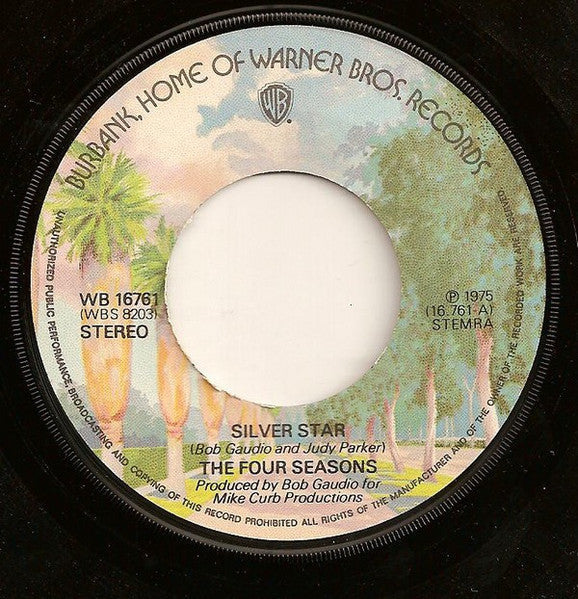 BURBANK, HOME OF WARNER BROS. RECORDS
WB
WB 16761
(WBS 8203)
STEREO
℗ 1975
(16.761-A)
STEMRA
SILVER STAR
(Bob Gaudio and Judy Parker)
THE FOUR SEASONS
Produced by Bob Gaudio for
Mike Curb Productions
UNAUTHORIZED PUBLIC PERFORMANCE, BROADCASTING AND COPYING OF THIS RECORD PROHIBITED ALL RIGHTS OF THE MANUFACTURER AND OF THE OWNER OF THE RECORDED WORK ARE RESERVED